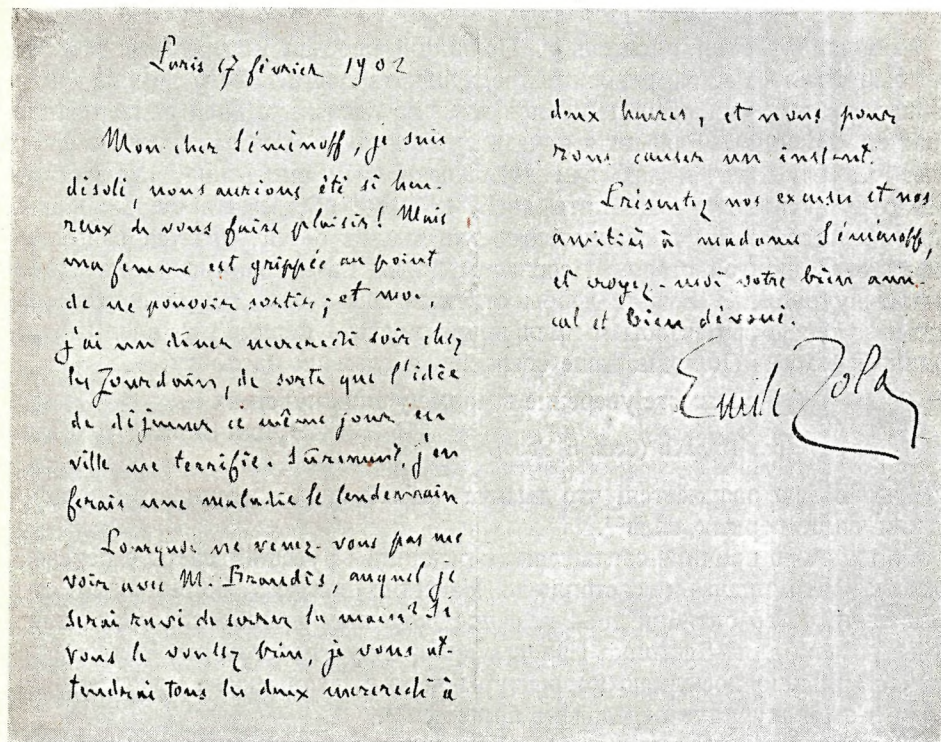 Paris 17 février 1902
Mon cher Séminoff, je suis
désolé, nous aurions été si heu-
reux de vous faire plaisir! Mais
ma femme est grippée au point
de ne pouvoir sortir; et moi,
j'ai un dîner mercredi soir chez
les Jourdain, de sorte que l'idée
de déjeuner ce même jour en
ville me terrifie. Sûrement, j'en
ferais une maladie le lendemain
Pourquoi ne venez-vous pas me
voir avec M. Brandès, auquel je
serai ravi de serrer la main? Si
vous le voulez bien, je vous at-
tendrai tous les deux mercredi à
deux heures, et nous pour
rons causer un instant.
Présentez nos excuses et nos
amitiés à madame Séménoff,
et croyez-moi votre bien ami-
cal et bien dévoué.
Emile Zola